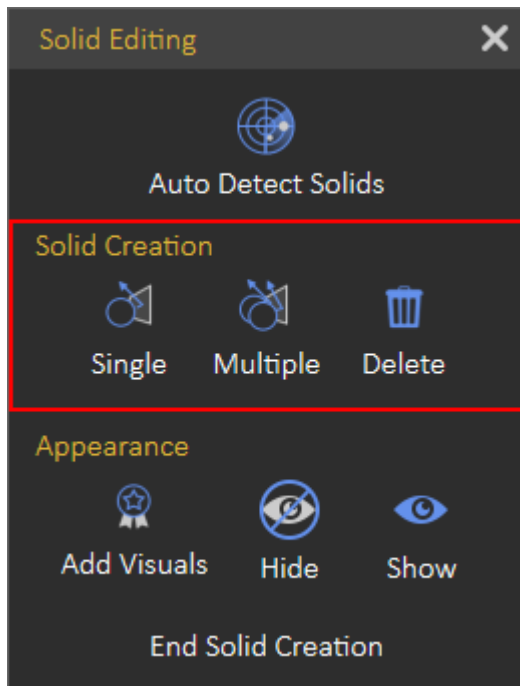 Solid Editing
Auto Detect Solids
Solid Creation
Single Multiple Delete
Appearance
Add Visuals Hide Show
End Solid Creation